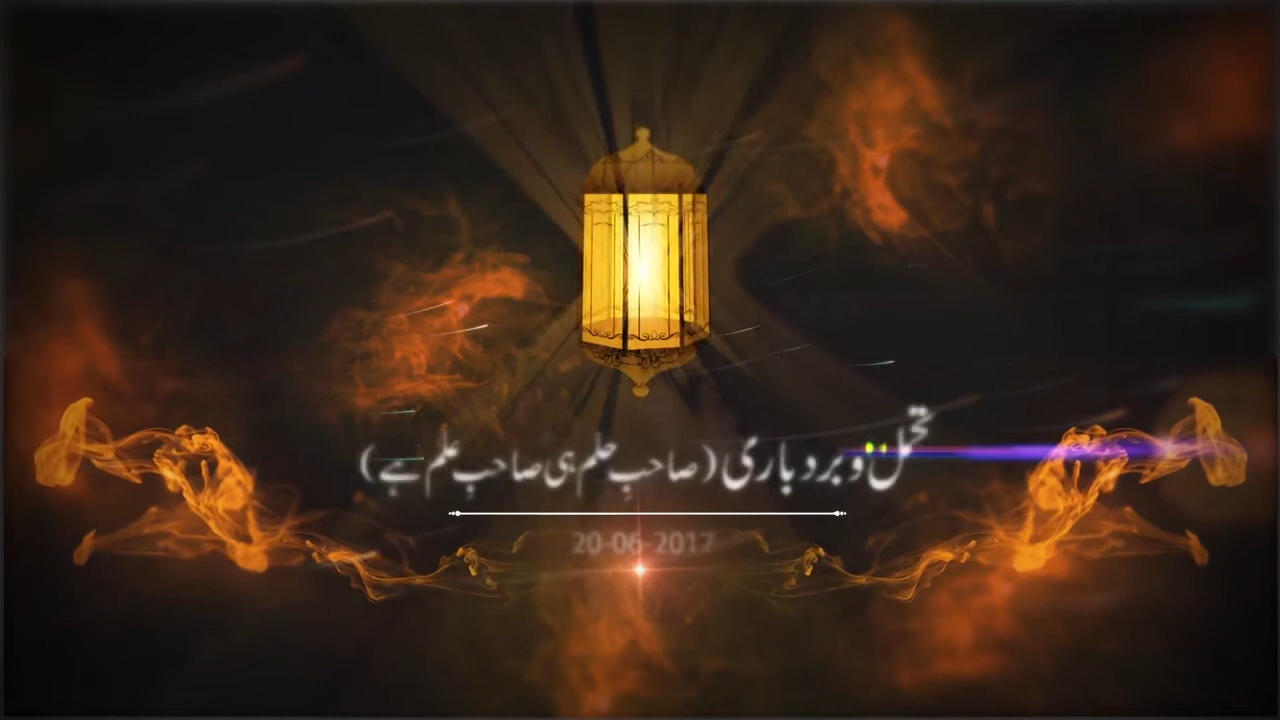 تحمل و بردباری (صاحبِ حلم ہی صاحبِ علم ہے)
20-06-2017